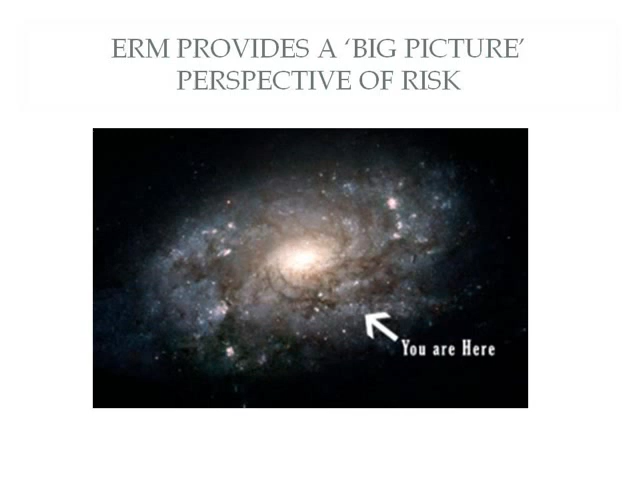 ERM PROVIDES A ‘BIG PICTURE’
PERSPECTIVE OF RISK
You are Here